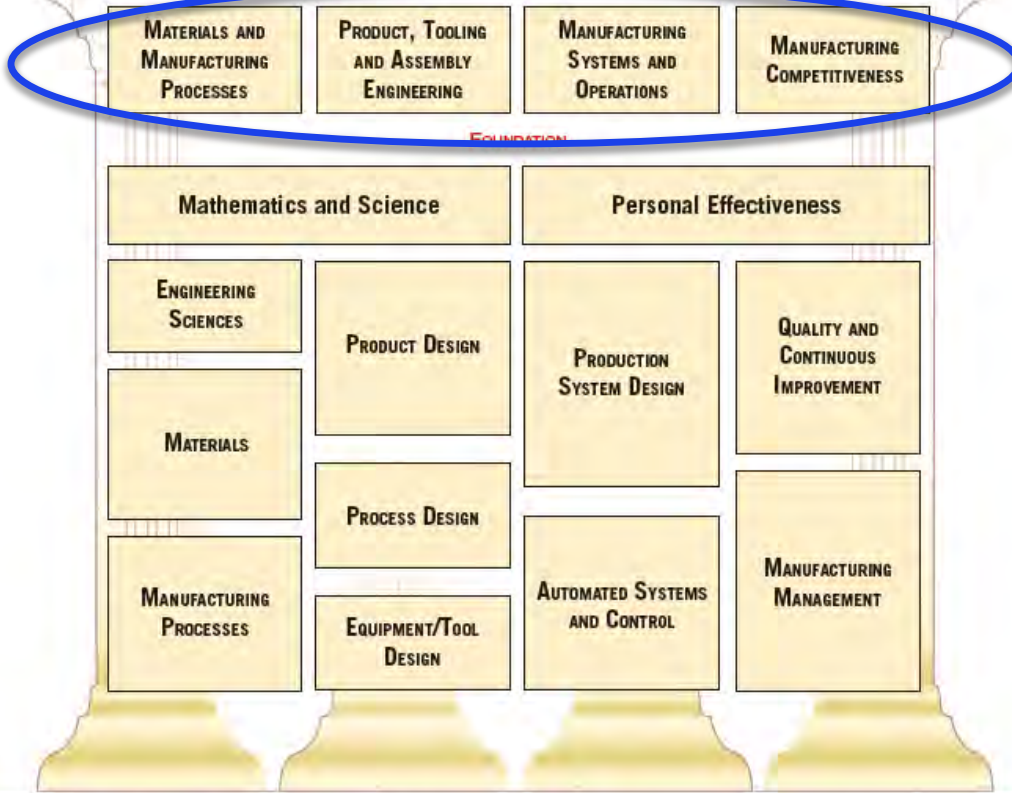 MATERIALS AND
MANUFACTURING
PROCESSES
PRODUCT, TOOLING
AND ASSEMBLY
ENGINEERING
MANUFACTURING
SYSTEMS AND
OPERATIONS
MANUFACTURING
COMPETITIVENESS
FOUNDATION
Mathematics and Science
Personal Effectiveness
ENGINEERING
SCIENCES
MATERIALS
MANUFACTURING
PROCESSES
PRODUCT DESIGN
PROCESS DESIGN
EQUIPMENT/TOOL
DESIGN
PRODUCTION
SYSTEM DESIGN
AUTOMATED SYSTEMS
AND CONTROL
QUALITY AND
CONTINUOUS
IMPROVEMENT
MANUFACTURING
MANAGEMENT